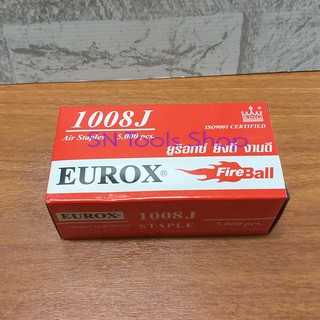 1008J
Air Staples 5,000 pcs.
ISO9001 CERTIFIED
SN Tools Shop
ยูร็อกซ์ ยิงดี งานดี
EUROX®
FireBall
EUROX®
1008J
STAPLE
5,000 pcs.